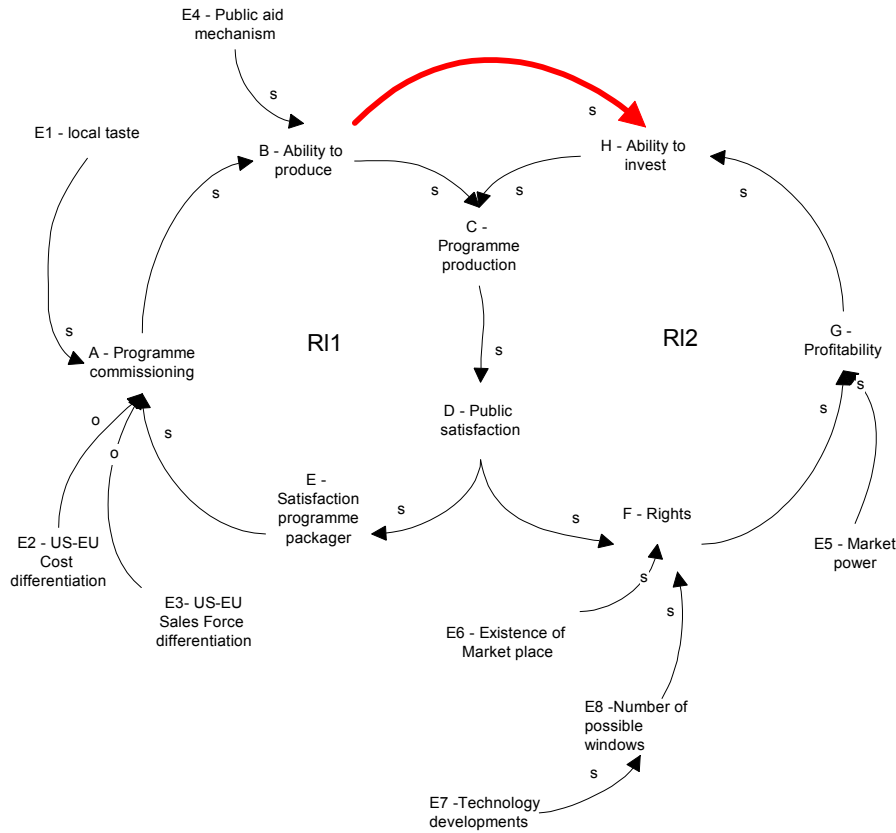 E4 - Public aid
mechanism
s
s
E1 - local taste
B - Ability to
produce
H - Ability to
invest
s
s
s
s
C -
Programme
production
s
RI1
RI2
s
G -
Profitability
A - Programme
commissioning
s
s
o
s
o
s
D - Public
satisfaction
E -
Satisfaction
programme
packager
s
s
F - Rights
E2 - US-EU
Cost
differentiation
E5 - Market
power
E3- US-EU
Sales Force
differentiation
s
s
E6 - Existence of
Market place
E8 -Number of
possible
windows
s
E7 -Technology
developments